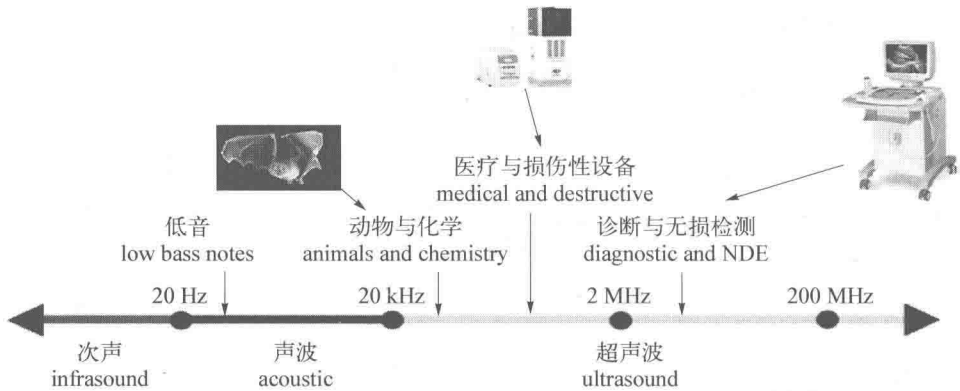 医疗与损伤性设备
medical and destructive
低音
low bass notes
动物与化学
animals and chemistry
诊断与无损检测
diagnostic and NDE
20 Hz
20 kHz
2 MHz
200 MHz
次声
infrasound
声波
acoustic
超声波
ultrasound